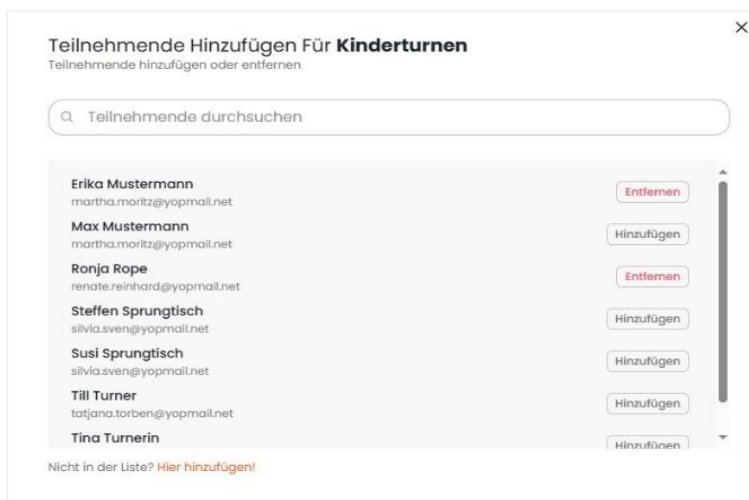 Teilnehmende Hinzufügen Für Kinderturnen
Teilnehmende hinzufügen oder entfernen
Teilnehmende durchsuchen
Erika Mustermann
martha.moritz@yopmail.net
Entfernen
Max Mustermann
martha.moritz@yopmail.net
Hinzufügen
Ronja Rope
renate.reinhard@yopmail.net
Entfernen
Steffen Sprungtisch
silvia.sven@yopmail.net
Hinzufügen
Susi Sprungtisch
silvia.sven@yopmail.net
Hinzufügen
Till Turner
tatjana.torben@yopmail.net
Hinzufügen
Tina Turnerin
Hinzufügen
Nicht in der Liste? Hier hinzufügen!